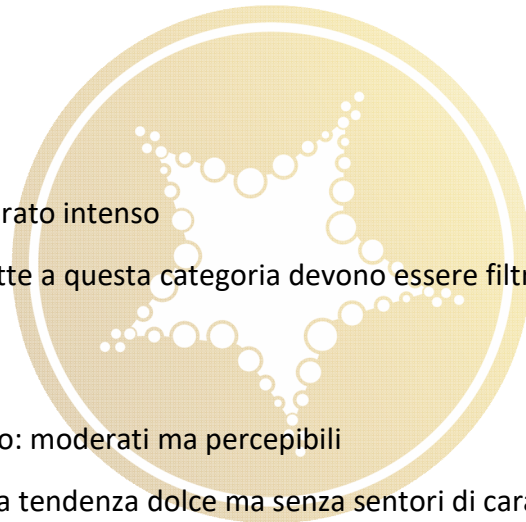 rato intenso
tte a questa categoria devono essere filtr
o: moderati ma percepibili
a tendenza dolce ma senza sentori di cara